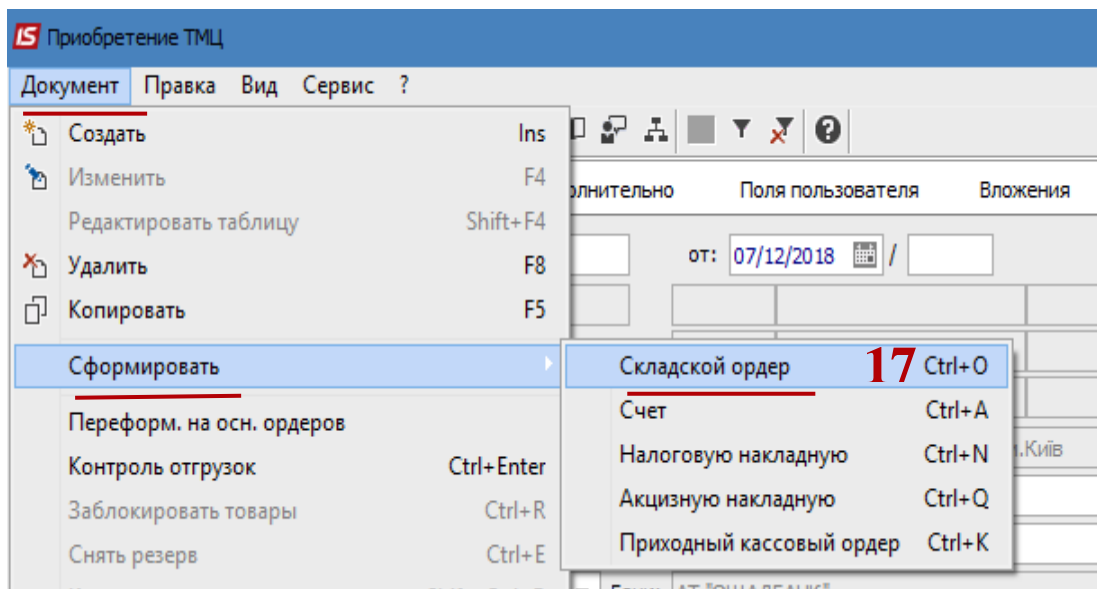 IS Приобретение ТМЦ
Документ Правка Вид Сервис ?
Создать Ins
Изменить F4
Поля пользователя Вложения
Редактировать таблицу Shift+F4
Удалить F8
от: 07/12/2018 /
Копировать F5
Сформировать
Складской ордер 17 Ctrl+O
Счет Ctrl+A
Переформ. на осн. ордеров
Налоговую накладную Ctrl+N
Контроль отгрузок Ctrl+Enter
Акцизную накладную Ctrl+Q
Заблокировать товары Ctrl+R
Приходный кассовый ордер Ctrl+K
Снять резерв Ctrl+E